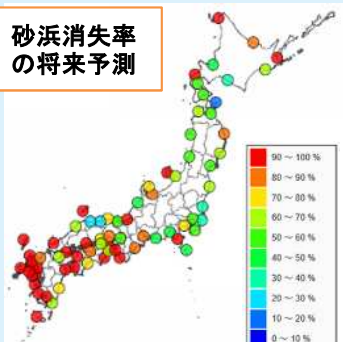 砂浜消失率
の将来予測
90 ～ 100 %
80 ～ 90 %
70 ～ 80 %
60 ～ 70 %
50 ～ 60 %
40 ～ 50 %
30 ～ 40 %
20 ～ 30 %
10 ～ 20 %
0 ～ 10 %